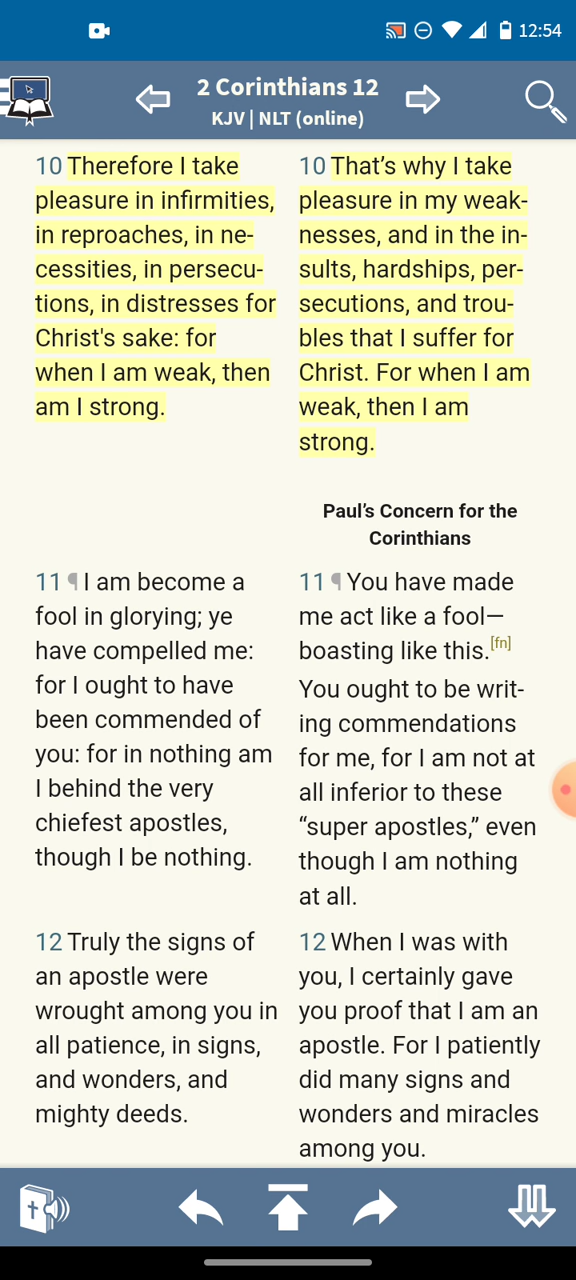 12:54
2 Corinthians 12
KJV | NLT (online)
10 Therefore I take
pleasure in infirmities,
in reproaches, in ne-
cessities, in persecu-
tions, in distresses for
Christ's sake: for
when I am weak, then
am I strong.
10 That’s why I take
pleasure in my weak-
nesses, and in the in-
sults, hardships, per-
secutions, and trou-
bles that I suffer for
Christ. For when I am
weak, then I am
strong.
Paul’s Concern for the
Corinthians
11 ¶ I am become a
fool in glorying; ye
have compelled me:
for I ought to have
been commended of
you: for in nothing am
I behind the very
chiefest apostles,
though I be nothing.
11 ¶ You have made
me act like a fool—
boasting like this.[fn]
You ought to be writ-
ing commendations
for me, for I am not at
all inferior to these
“super apostles,” even
though I am nothing
at all.
12 Truly the signs of
an apostle were
wrought among you in
all patience, in signs,
and wonders, and
mighty deeds.
12 When I was with
you, I certainly gave
you proof that I am an
apostle. For I patiently
did many signs and
wonders and miracles
among you.